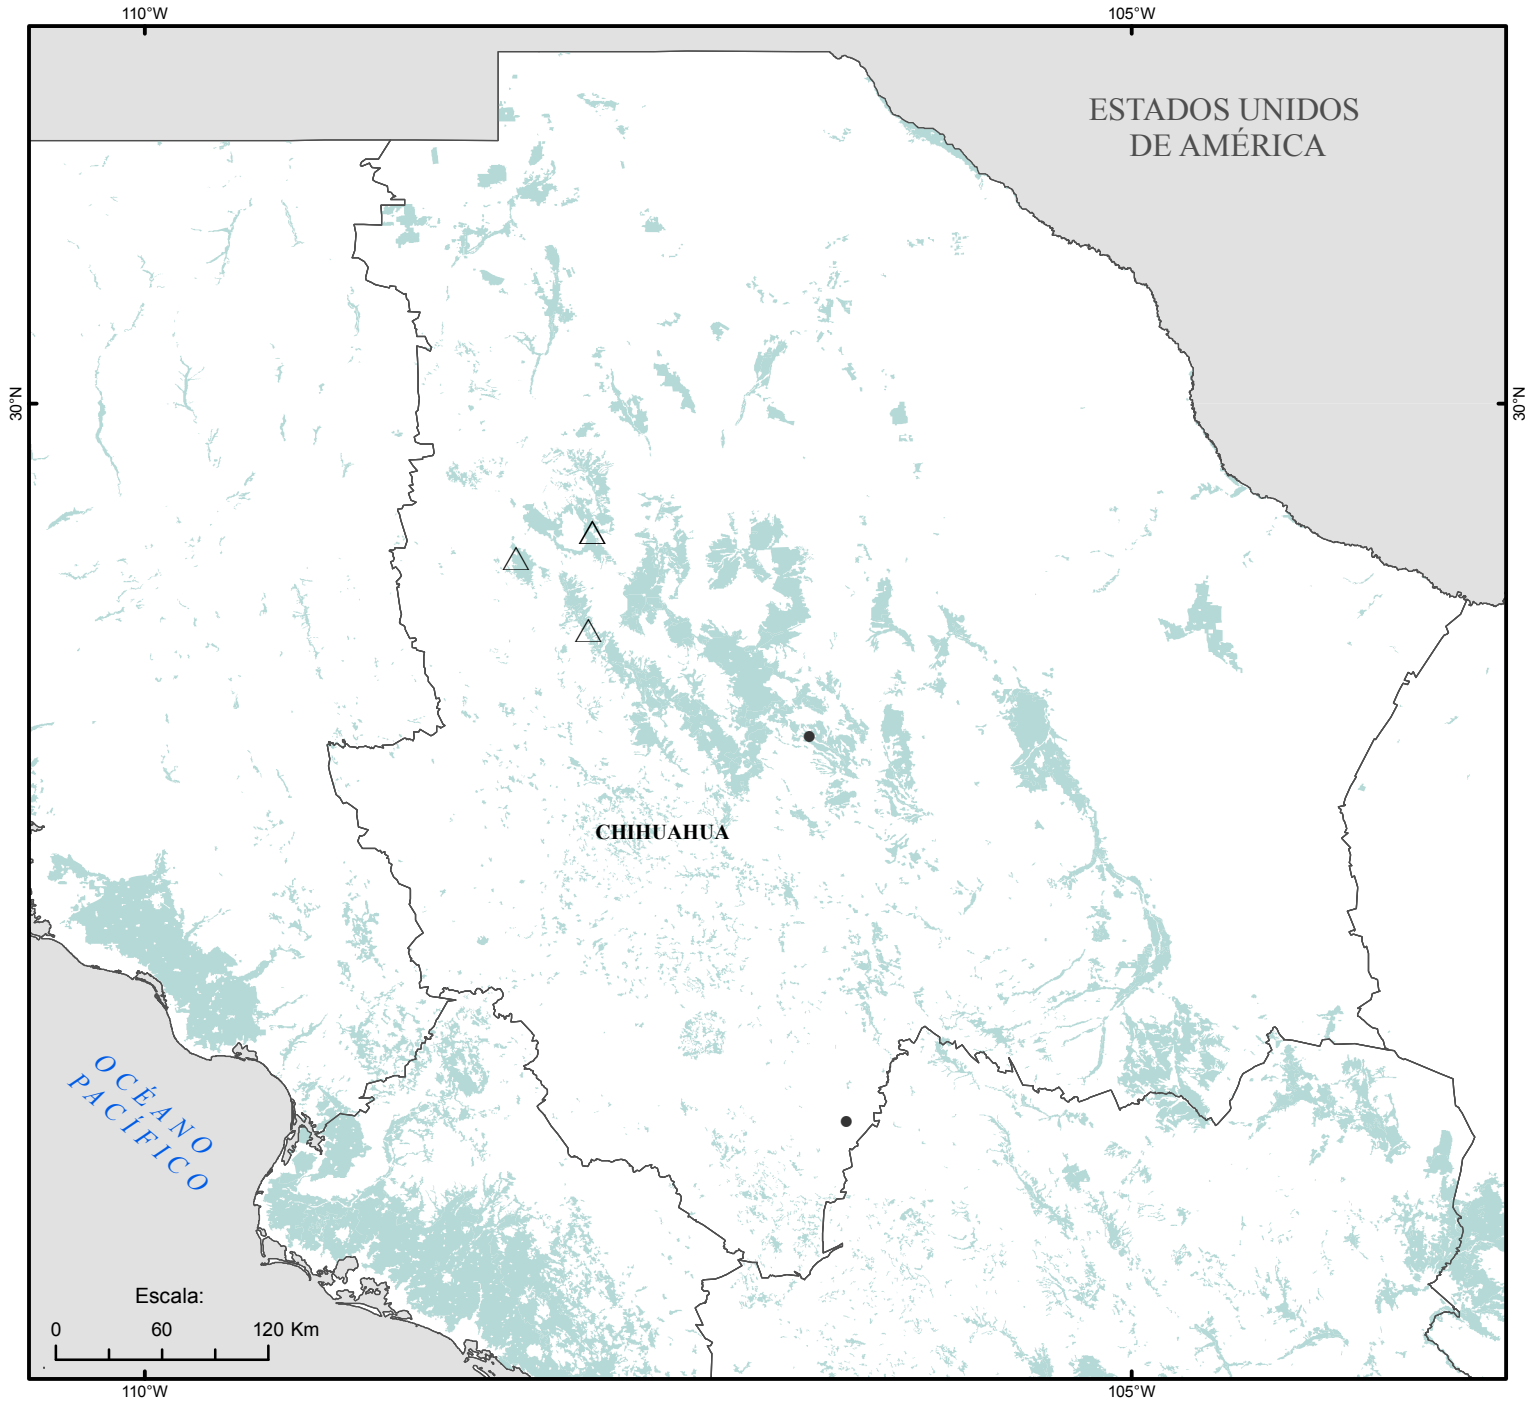 110°W
105°W
ESTADOS UNIDOS
DE AMÉRICA
30°N
30°N
CHIHUAHUA
OCÉANO
PACÍFICO
Escala:
0 60 120 Km
110°W
105°W